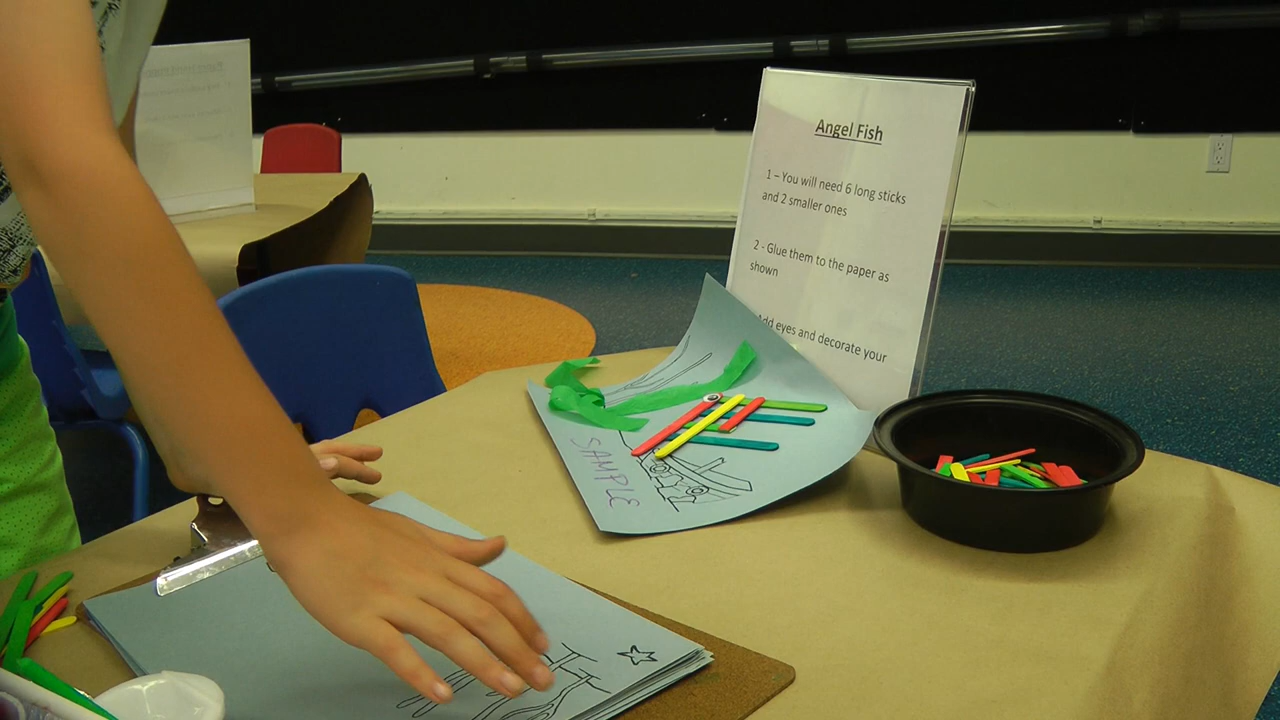 Angel Fish
1 – You will need 6 long sticks
and 2 smaller ones
2 - Glue them to the paper as
shown
Add eyes and decorate your
SAMPLE